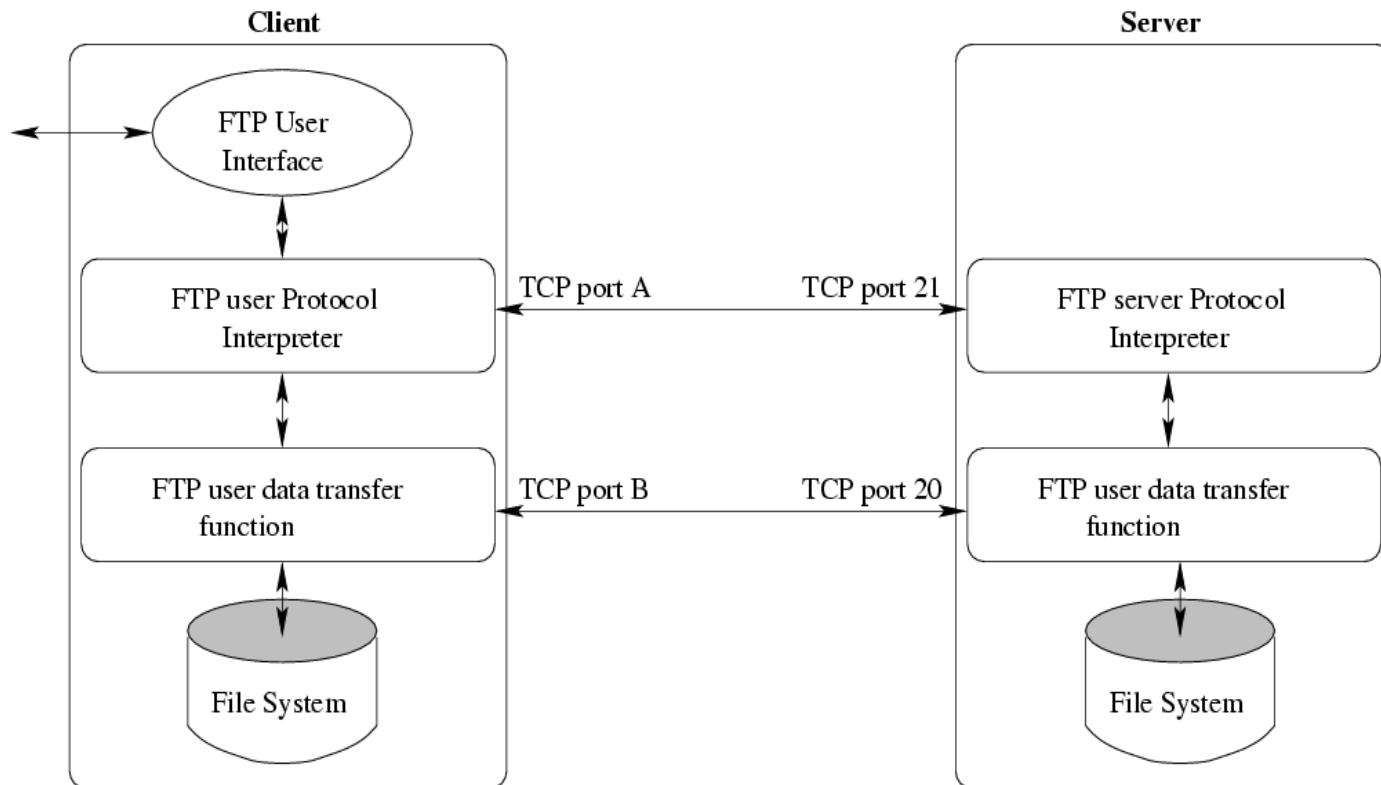 Client
Server
FTP User
Interface
FTP user Protocol
Interpreter
TCP port A
TCP port 21
FTP server Protocol
Interpreter
FTP user data transfer
function
TCP port B
TCP port 20
FTP user data transfer
function
File System
File System